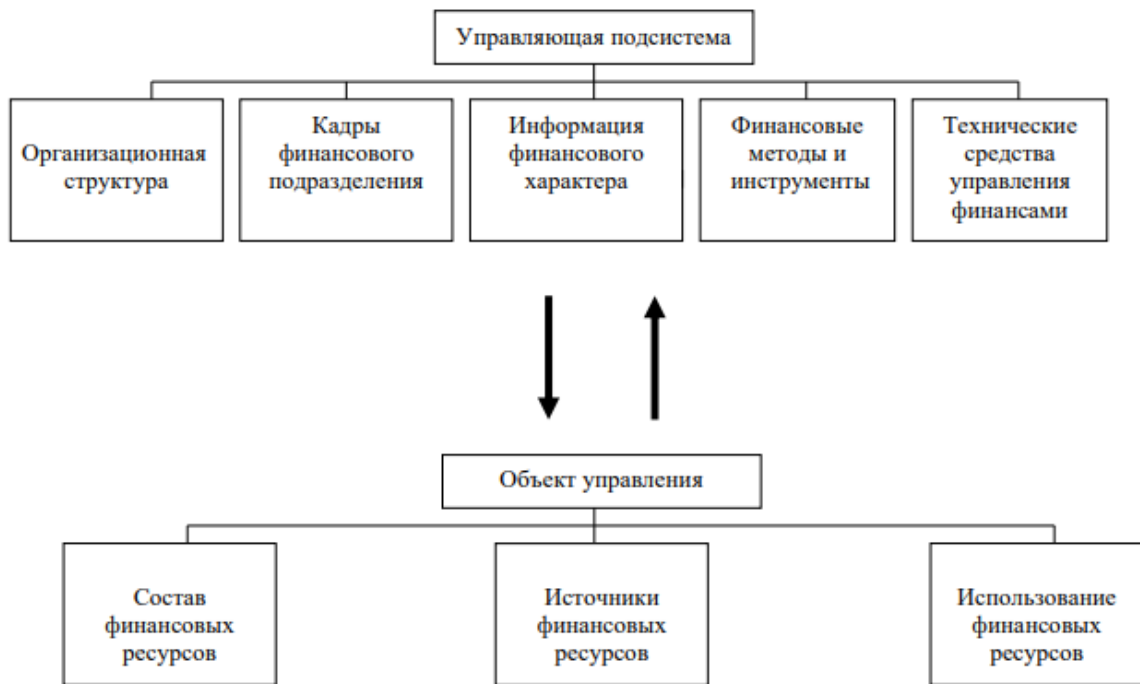 Управляющая подсистема
Организационная
структура
Кадры
финансового
подразделения
Информация
финансового
характера
Финансовые
методы и
инструменты
Технические
средства
управления
финансами
Объект управления
Состав
финансовых
ресурсов
Источники
финансовых
ресурсов
Использование
финансовых
ресурсов